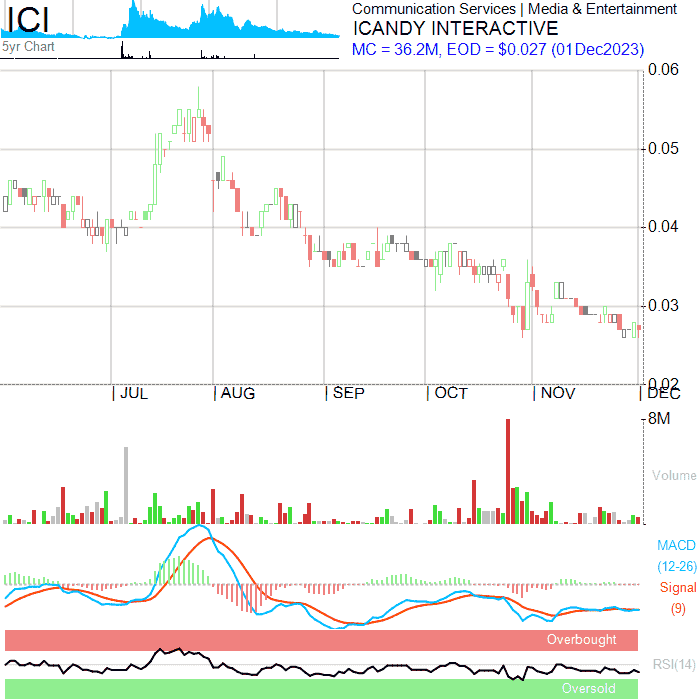 ICI
5yr Chart
Communication Services | Media & Entertainment
ICANDY INTERACTIVE
MC = 36.2M, EOD = $0.027 (01Dec2023)
0.06
0.05
0.04
0.03
0.02
JUL AUG SEP OCT NOV DEC
8M
Volume
MACD
(12-26)
Signal
(9)
Overbought
RSI(14)
Oversold